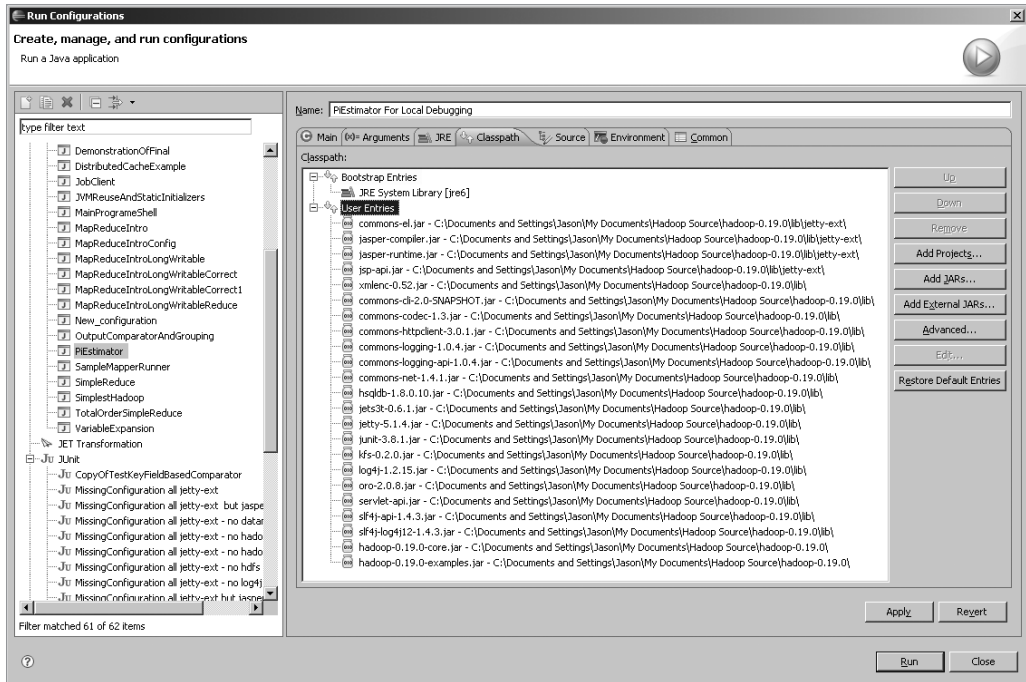 Run Configurations
Create, manage, and run configurations
Run a Java application
type filter text
DemonstrationOfFinal
DistributedCacheExample
JobClient
JVMReuseAndStaticInitializers
MainProgrameShell
MapReduceIntro
MapReduceIntroConfig
MapReduceIntroLongWritable
MapReduceIntroLongWritableCorrect
MapReduceIntroLongWritableCorrect1
MapReduceIntroLongWritableReduce
New_configuration
OutputComparatorAndGrouping
PiEstimator
SampleMapperRunner
SimpleReduce
SimplestHadoop
TotalOrderSimpleReduce
VariableExpansion
JET Transformation
JU JUnit
JU CopyOfTestKeyFieldBasedComparator
JU MissingConfiguration all jetty-ext
JU MissingConfiguration all jetty-ext but jaspe
JU MissingConfiguration all jetty-ext - no datan
JU MissingConfiguration all jetty-ext - no hado
JU MissingConfiguration all jetty-ext - no hado
JU MissingConfiguration all jetty-ext - no hdfs
JU MissingConfiguration all jetty-ext - no log4j
JU MissingConfiguration all jetty-ext but jasper
Filter matched 61 of 62 items
Name: PiEstimator For Local Debugging
Main (x)= Arguments JRE Classpath Source Environment Common
Classpath:
Bootstrap Entries
JRE System Library [jre6]
User Entries
commons-el.jar - C:\Documents and Settings\Jason\My Documents\Hadoop Source\hadoop-0.19.0\lib\jetty-ext\
jasper-compiler.jar - C:\Documents and Settings\Jason\My Documents\Hadoop Source\hadoop-0.19.0\lib\jetty-ext\
jasper-runtime.jar - C:\Documents and Settings\Jason\My Documents\Hadoop Source\hadoop-0.19.0\lib\jetty-ext\
jsp-api.jar - C:\Documents and Settings\Jason\My Documents\Hadoop Source\hadoop-0.19.0\lib\jetty-ext\
xmlenc-0.52.jar - C:\Documents and Settings\Jason\My Documents\Hadoop Source\hadoop-0.19.0\lib\
commons-cli-2.0-SNAPSHOT.jar - C:\Documents and Settings\Jason\My Documents\Hadoop Source\hadoop-0.19.0\lib\
commons-codec-1.3.jar - C:\Documents and Settings\Jason\My Documents\Hadoop Source\hadoop-0.19.0\lib\
commons-httpclient-3.0.1.jar - C:\Documents and Settings\Jason\My Documents\Hadoop Source\hadoop-0.19.0\lib\
commons-logging-1.0.4.jar - C:\Documents and Settings\Jason\My Documents\Hadoop Source\hadoop-0.19.0\lib\
commons-logging-api-1.0.4.jar - C:\Documents and Settings\Jason\My Documents\Hadoop Source\hadoop-0.19.0\lib\
commons-net-1.4.1.jar - C:\Documents and Settings\Jason\My Documents\Hadoop Source\hadoop-0.19.0\lib\
hsqldb-1.8.0.10.jar - C:\Documents and Settings\Jason\My Documents\Hadoop Source\hadoop-0.19.0\lib\
jets3t-0.6.1.jar - C:\Documents and Settings\Jason\My Documents\Hadoop Source\hadoop-0.19.0\lib\
jetty-5.1.4.jar - C:\Documents and Settings\Jason\My Documents\Hadoop Source\hadoop-0.19.0\lib\
junit-3.8.1.jar - C:\Documents and Settings\Jason\My Documents\Hadoop Source\hadoop-0.19.0\lib\
kfs-0.2.0.jar - C:\Documents and Settings\Jason\My Documents\Hadoop Source\hadoop-0.19.0\lib\
log4j-1.2.15.jar - C:\Documents and Settings\Jason\My Documents\Hadoop Source\hadoop-0.19.0\lib\
oro-2.0.8.jar - C:\Documents and Settings\Jason\My Documents\Hadoop Source\hadoop-0.19.0\lib\
servlet-api.jar - C:\Documents and Settings\Jason\My Documents\Hadoop Source\hadoop-0.19.0\lib\
slf4j-api-1.4.3.jar - C:\Documents and Settings\Jason\My Documents\Hadoop Source\hadoop-0.19.0\lib\
slf4j-log4j12-1.4.3.jar - C:\Documents and Settings\Jason\My Documents\Hadoop Source\hadoop-0.19.0\lib\
hadoop-0.19.0-core.jar - C:\Documents and Settings\Jason\My Documents\Hadoop Source\hadoop-0.19.0\
hadoop-0.19.0-examples.jar - C:\Documents and Settings\Jason\My Documents\Hadoop Source\hadoop-0.19.0\
Up
Down
Remove
Add Projects...
Add JARs...
Add External JARs...
Advanced...
Edit...
Restore Default Entries
Apply
Revert
Run
Close